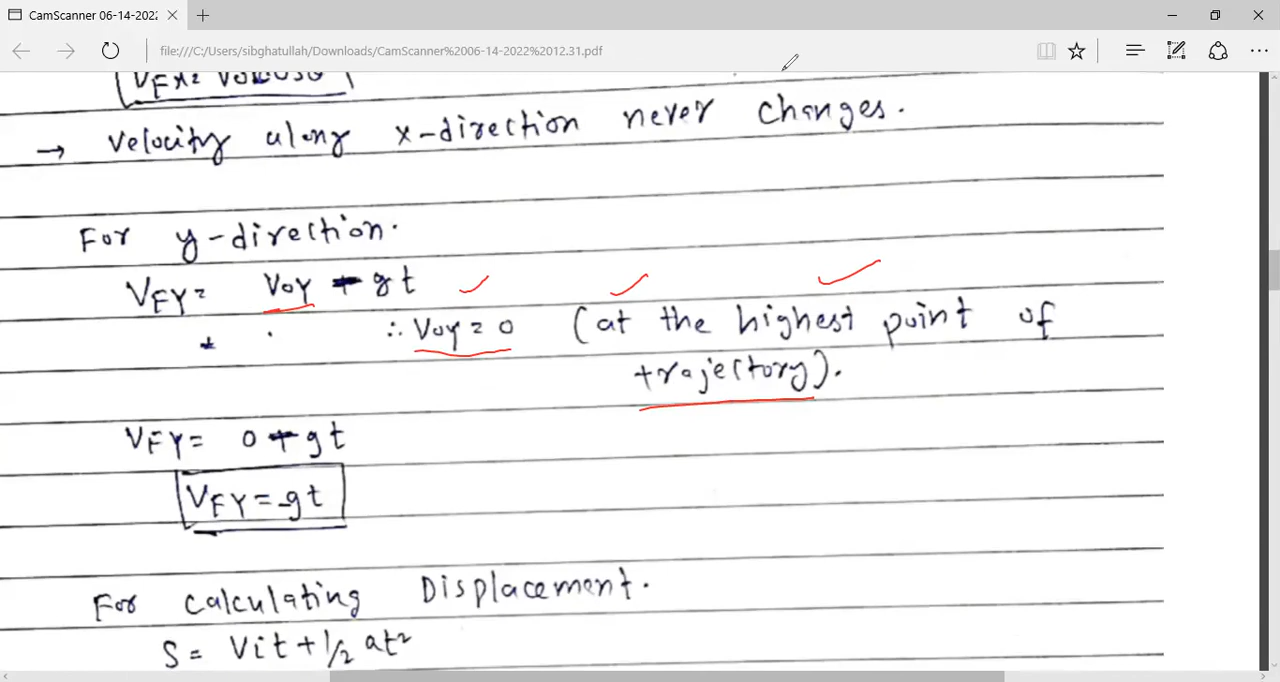 CamScanner 06-14-202
file:///C:/Users/sibghatullah/Downloads/CamScanner%2006-14-2022%2012.31.pdf
→ velocity along x-direction never changes.
For y-direction.
VFY= VoY - gt
∴ VoY = 0 (at the highest point of
trajectory).
VFY= 0 - gt
VFY = -gt
For calculating Displacement.
S= Vit + 1/2 at²